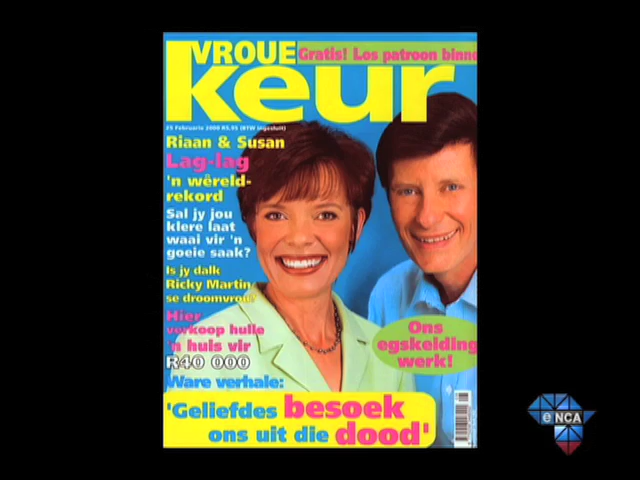 VROUE
Gratis! Los patroon binne
keur
25 Februarie 2000 R5,95 (BTW ingesluit)
Riaan & Susan
Lag-lag
'n wêreld-
rekord
Sal jy jou
klere laat
waai vir 'n
goeie saak?
Is jy dalk
Ricky Martin
se droomvrou?
Hier
verkoop hulle
'n huis vir
R40 000
Ons
egskeiding
werk!
Ware verhale:
'Geliefdes besoek
ons uit die dood'
eNCA